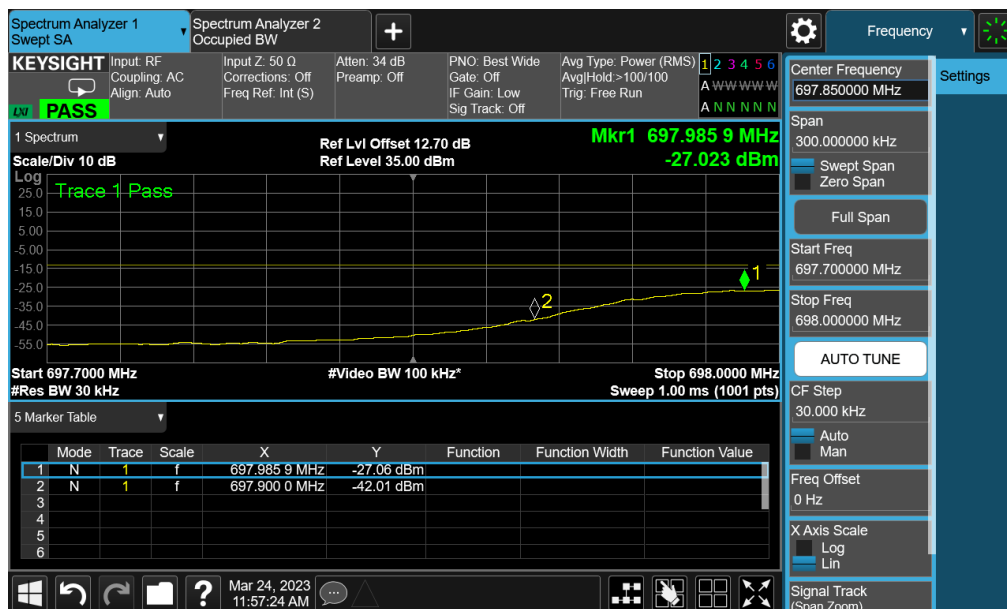 Spectrum Analyzer 1
Swept SA
Spectrum Analyzer 2
Occupied BW
+
Frequency
KEYSIGHT
LXI
PASS
Input: RF
Coupling: AC
Align: Auto
Input Z: 50 Ω
Corrections: Off
Freq Ref: Int (S)
Atten: 34 dB
Preamp: Off
PNO: Best Wide
Gate: Off
IF Gain: Low
Sig Track: Off
Avg Type: Power (RMS)
Avg|Hold:>100/100
Trig: Free Run
1 2 3 4 5 6
A W W W W W
A N N N N N
1 Spectrum
Scale/Div 10 dB
Ref Lvl Offset 12.70 dB
Ref Level 35.00 dBm
Mkr1 697.985 9 MHz
-27.023 dBm
Log
Trace 1 Pass
25.0
15.0
5.00
-5.00
-15.0
-25.0
-35.0
-45.0
-55.0
1
2
Start 697.7000 MHz
#Video BW 100 kHz*
Stop 698.0000 MHz
#Res BW 30 kHz
Sweep 1.00 ms (1001 pts)
5 Marker Table
Mode Trace Scale X Y Function Function Width Function Value
1 N 1 f 697.985 9 MHz -27.06 dBm
2 N 1 f 697.900 0 MHz -42.01 dBm
3
4
5
6
Center Frequency
697.850000 MHz
Settings
Span
300.000000 kHz
Swept Span
Zero Span
Full Span
Start Freq
697.700000 MHz
Stop Freq
698.000000 MHz
AUTO TUNE
CF Step
30.000 kHz
Auto
Man
Freq Offset
0 Hz
X Axis Scale
Log
Lin
Signal Track
(Span Zoom)
?
Mar 24, 2023
11:57:24 AM